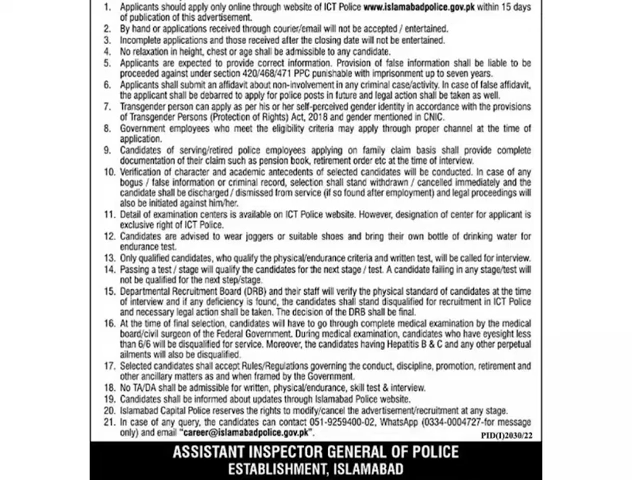 1. Applicants should apply only online through website of ICT Police www.islamabadpolice.gov.pk within 15 days
of publication of this advertisement.
2. By hand or applications received through courier/email will not be accepted / entertained.
3. Incomplete applications and those received after the closing date will not be entertained.
4. No relaxation in height, chest or age shall be admissible to any candidate.
5. Applicants are expected to provide correct information. Provision of false information shall be liable to be
proceeded against under section 420/468/471 PPC punishable with imprisonment up to seven years.
6. Applicants shall submit an affidavit about non-involvement in any criminal case/activity. In case of false affidavit,
the applicant shall be debarred to apply for police posts in future and legal action shall be taken as well.
7. Transgender person can apply as per his or her self-perceived gender identity in accordance with the provisions
of Transgender Persons (Protection of Rights) Act, 2018 and gender mentioned in CNIC.
8. Government employees who meet the eligibility criteria may apply through proper channel at the time of
application.
9. Candidates of serving/retired police employees applying on family claim basis shall provide complete
documentation of their claim such as pension book, retirement order etc at the time of interview.
10. Verification of character and academic antecedents of selected candidates will be conducted. In case of any
bogus / false information or criminal record, selection shall stand withdrawn / cancelled immediately and the
candidate shall be discharged / dismissed from service (if so found after employment) and legal proceedings will
also be initiated against him/her.
11. Detail of examination centers is available on ICT Police website. However, designation of center for applicant is
exclusive right of ICT Police.
12. Candidates are advised to wear joggers or suitable shoes and bring their own bottle of drinking water for
endurance test.
13. Only qualified candidates, who qualify the physical/endurance criteria and written test, will be called for interview.
14. Passing a test / stage will qualify the candidates for the next stage / test. A candidate failing in any stage/test will
not be qualified for the next step/stage.
15. Departmental Recruitment Board (DRB) and their staff will verify the physical standard of candidates at the time
of interview and if any deficiency is found, the candidates shall stand disqualified for recruitment in ICT Police
and necessary legal action shall be taken. The decision of the DRB shall be final.
16. At the time of final selection, candidates will have to go through complete medical examination by the medical
board/civil surgeon of the Federal Government. During medical examination, candidates who have eyesight less
than 6/6 will be disqualified for service. Moreover, the candidates having Hepatitis B & C and any other perpetual
ailments will also be disqualified.
17. Selected candidates shall accept Rules/Regulations governing the conduct, discipline, promotion, retirement and
other ancillary matters as and when framed by the Government.
18. No TA/DA shall be admissible for written, physical/endurance, skill test & interview.
19. Candidates shall be informed about updates through Islamabad Police website.
20. Islamabad Capital Police reserves the rights to modify/cancel the advertisement/recruitment at any stage.
21. In case of any query, the candidates can contact 051-9259400-02, WhatsApp (0334-0004727-for message
only) and email "career@islamabadpolice.gov.pk".
PID(I)2030/22
ASSISTANT INSPECTOR GENERAL OF POLICE
ESTABLISHMENT, ISLAMABAD